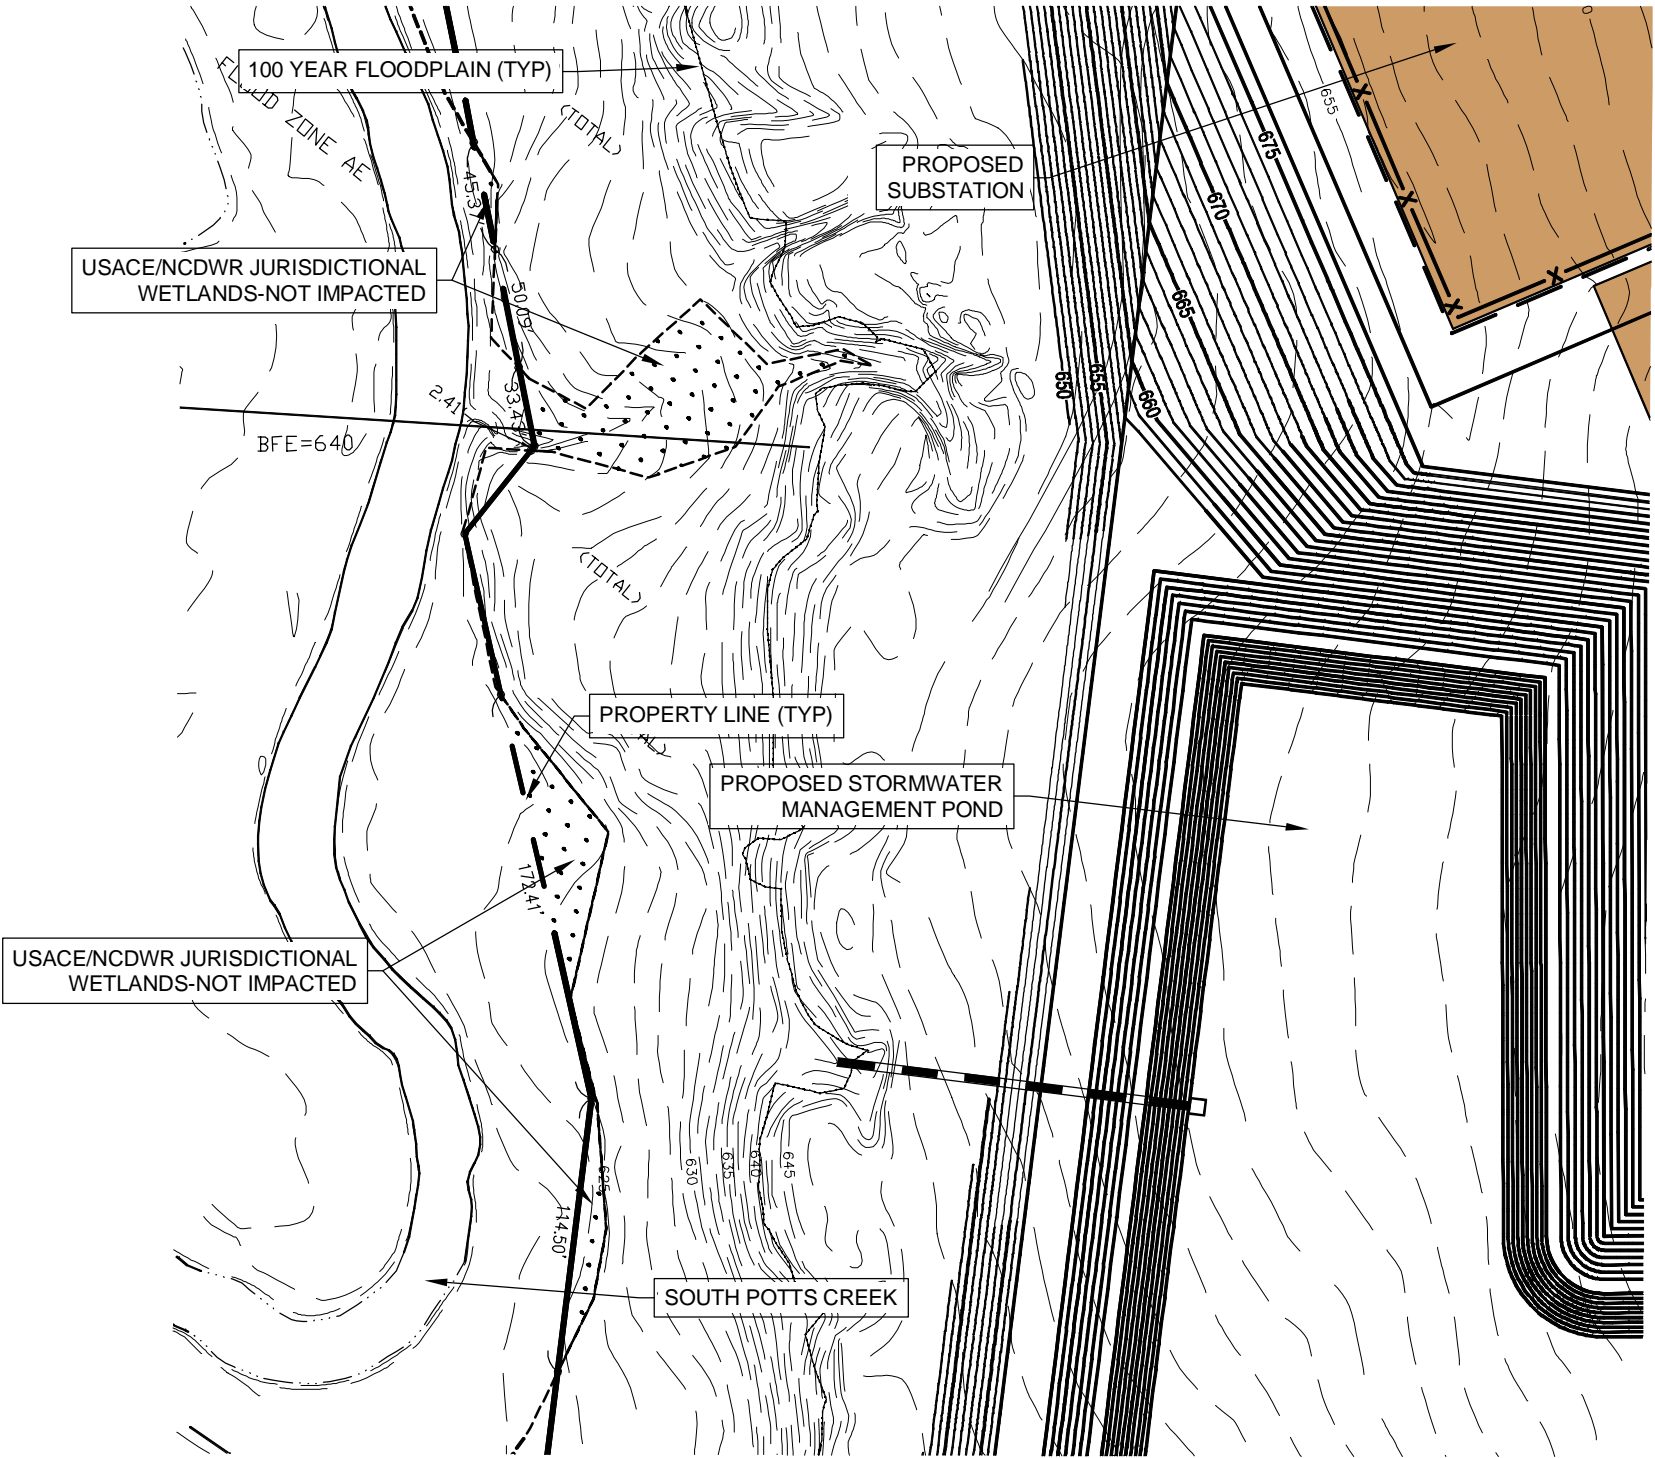 100 YEAR FLOODPLAIN (TYP)
ZONE AE
(TOTAL)
655
675
PROPOSED
SUBSTATION
45.37
670
USACE/NCDWR JURISDICTIONAL
WETLANDS-NOT IMPACTED
50.09'
665
650
655
660
2.41'
33.43'
BFE=640
(TOTAL)
PROPERTY LINE (TYP)
PROPOSED STORMWATER
MANAGEMENT POND
172.41'
USACE/NCDWR JURISDICTIONAL
WETLANDS-NOT IMPACTED
630
635
640
645
625
114.50'
SOUTH POTTS CREEK